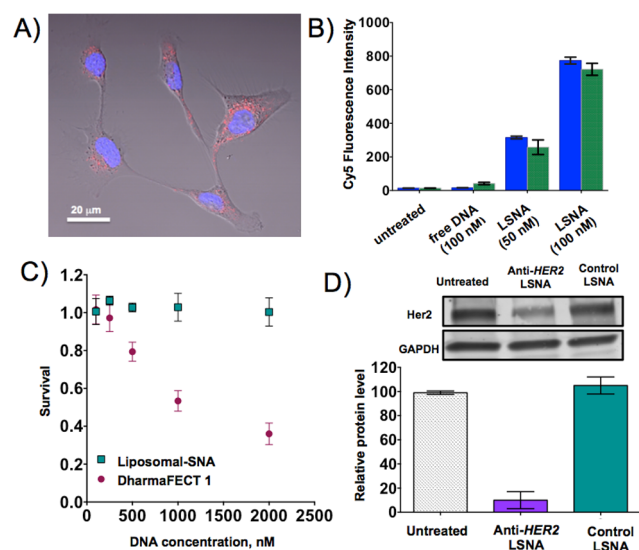 A)
20 μm
B)
Cy5 Fluorescence Intensity
1000
800
600
400
200
0
untreated
free DNA
(100 nM)
LSNA
(50 nM)
LSNA
(100 nM)
C)
Survival
1.2
1.0
0.8
0.6
0.4
0.2
0.0
Liposomal-SNA
DharmaFECT 1
0 500 1000 1500 2000 2500
DNA concentration, nM
D)
Untreated
Anti-HER2
LSNA
Control
LSNA
Her2
GAPDH
Relative protein level
120
100
80
60
40
20
0
Untreated
Anti-HER2
LSNA
Control
LSNA